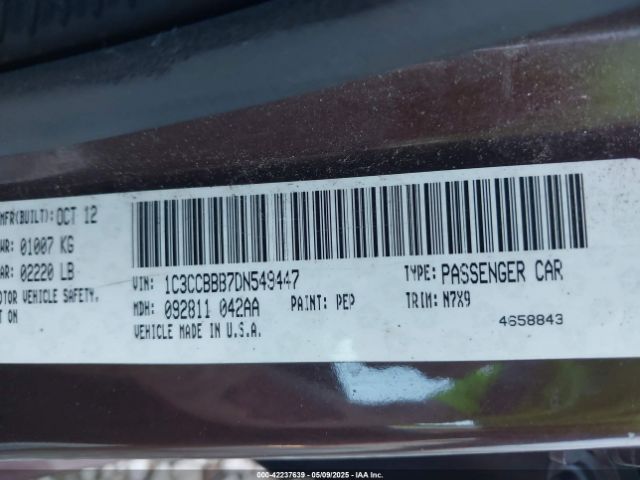 MFR(BUILT): OCT 12
WR: 01007 KG
AR: 02220 LB
OTOR VEHICLE SAFETY,
T ON
VIN: 1C3CCBBB7DN549447
TYPE: PASSENGER CAR
MDH: 092811 042AA
PAINT: PEP
TRIM: N7X9
VEHICLE MADE IN U.S.A.
4658843
000-42237639 - 05/09/2025 - IAA Inc.